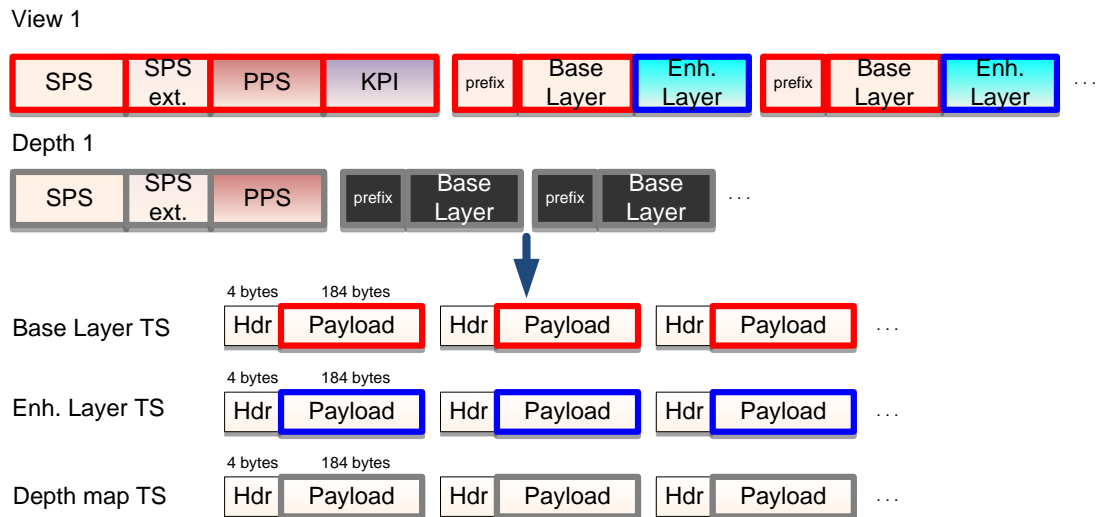 View 1
SPS SPS ext. PPS KPI prefix Base Layer Enh. Layer prefix Base Layer Enh. Layer ...
Depth 1
SPS SPS ext. PPS prefix Base Layer prefix Base Layer ...
4 bytes 184 bytes
Base Layer TS Hdr Payload Hdr Payload Hdr Payload ...
4 bytes 184 bytes
Enh. Layer TS Hdr Payload Hdr Payload Hdr Payload ...
4 bytes 184 bytes
Depth map TS Hdr Payload Hdr Payload Hdr Payload ...